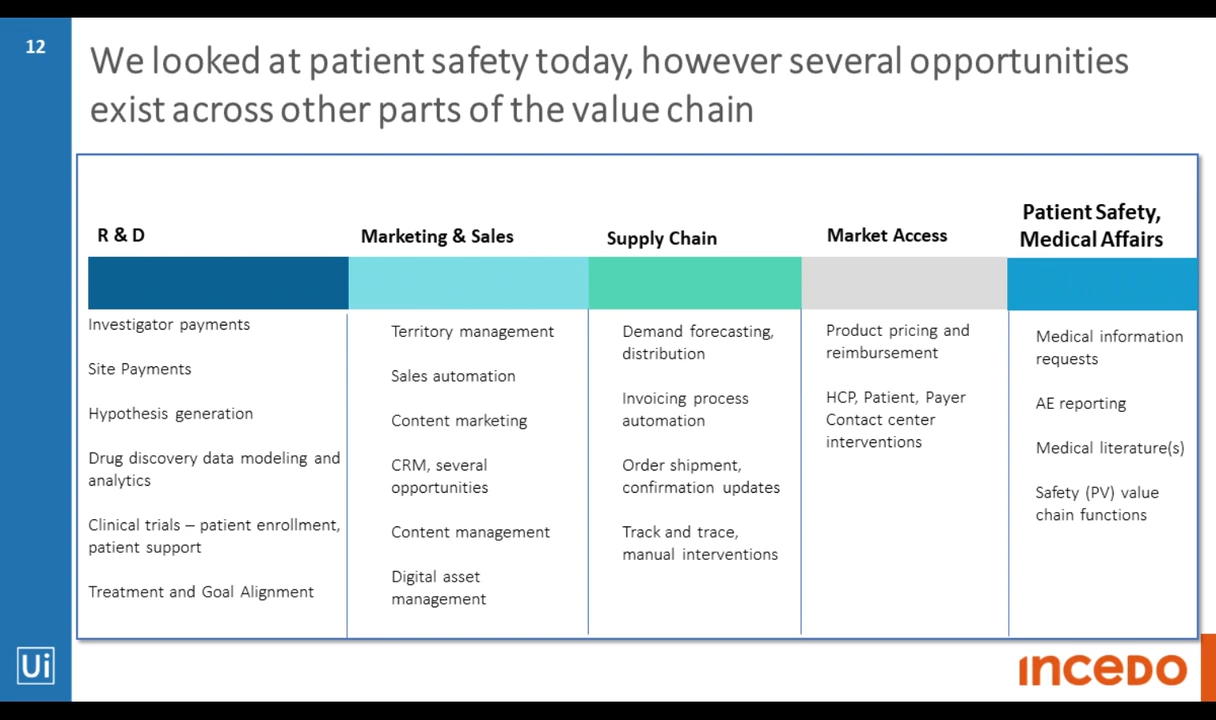 12
We looked at patient safety today, however several opportunities
exist across other parts of the value chain
R & D
Investigator payments
Site Payments
Hypothesis generation
Drug discovery data modeling and
analytics
Clinical trials – patient enrollment,
patient support
Treatment and Goal Alignment
Marketing & Sales
Territory management
Sales automation
Content marketing
CRM, several
opportunities
Content management
Digital asset
management
Supply Chain
Demand forecasting,
distribution
Invoicing process
automation
Order shipment,
confirmation updates
Track and trace,
manual interventions
Market Access
Product pricing and
reimbursement
HCP, Patient, Payer
Contact center
interventions
Patient Safety,
Medical Affairs
Medical information
requests
AE reporting
Medical literature(s)
Safety (PV) value
chain functions
Ui
INCEDO